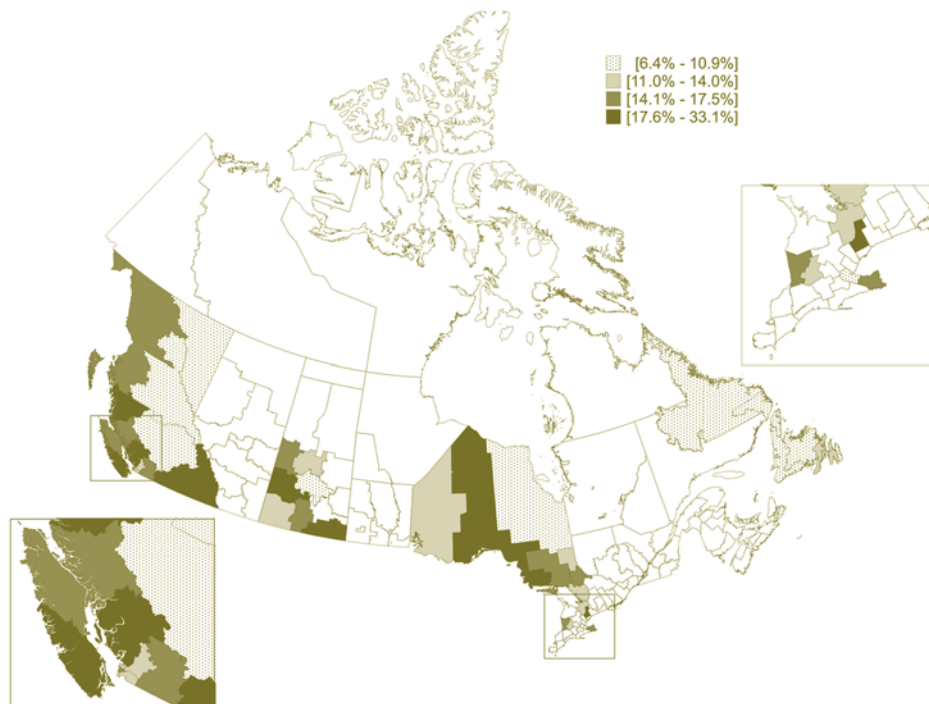 [6.4% - 10.9%]
[11.0% - 14.0%]
[14.1% - 17.5%]
[17.6% - 33.1%]